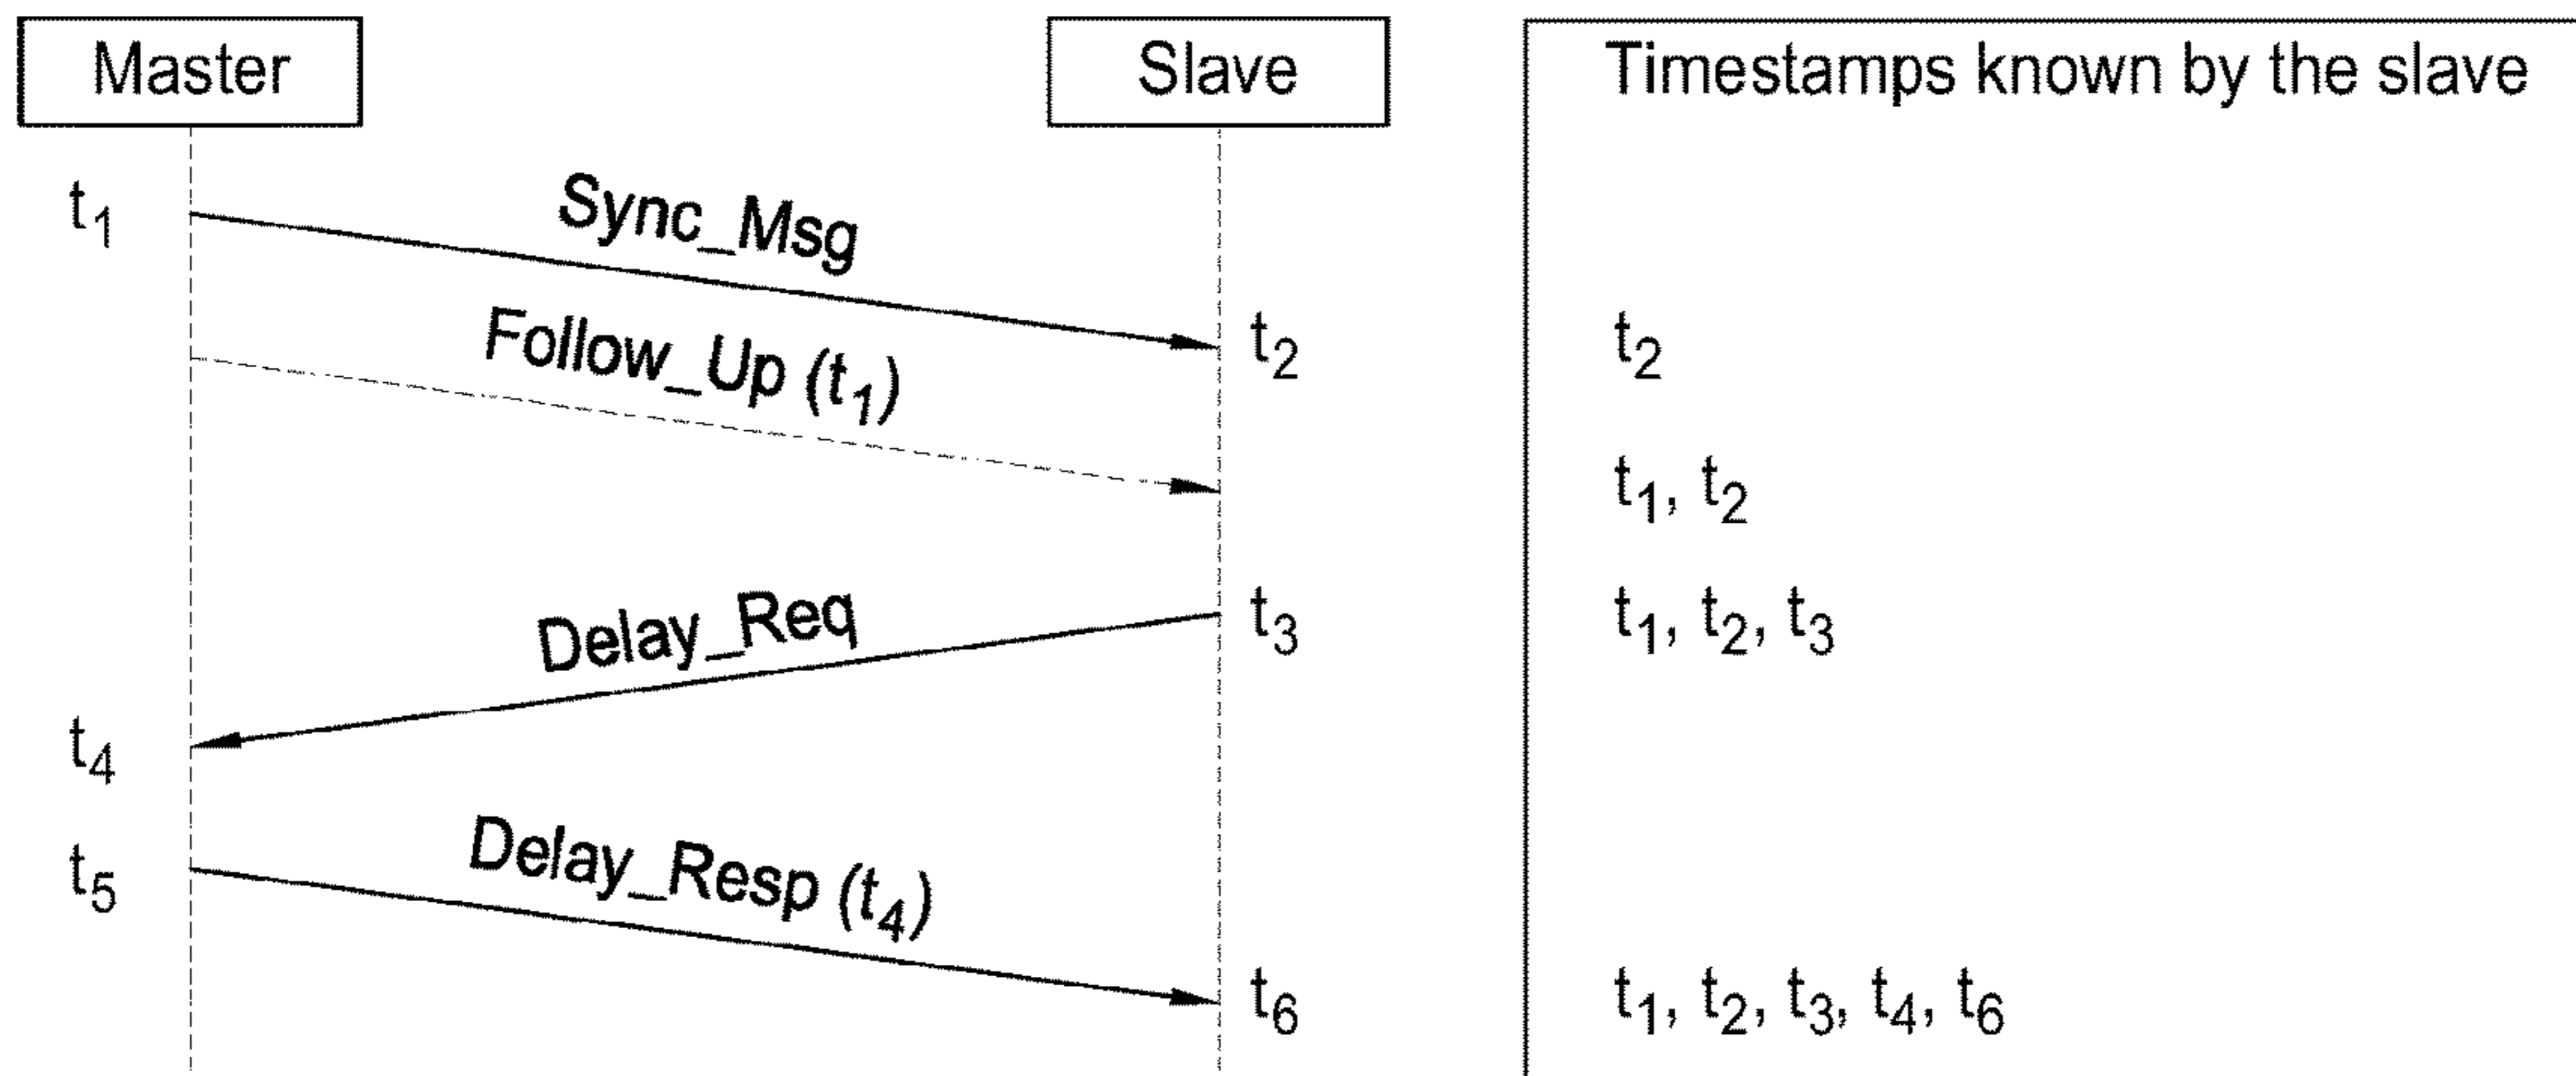 Master
Slave
Timestamps known by the slave
t1
Sync_Msg
t2
t2
Follow_Up (t1)
t1, t2
Delay_Req
t3
t1, t2, t3
t4
t5
Delay_Resp (t4)
t6
t1, t2, t3, t4, t6